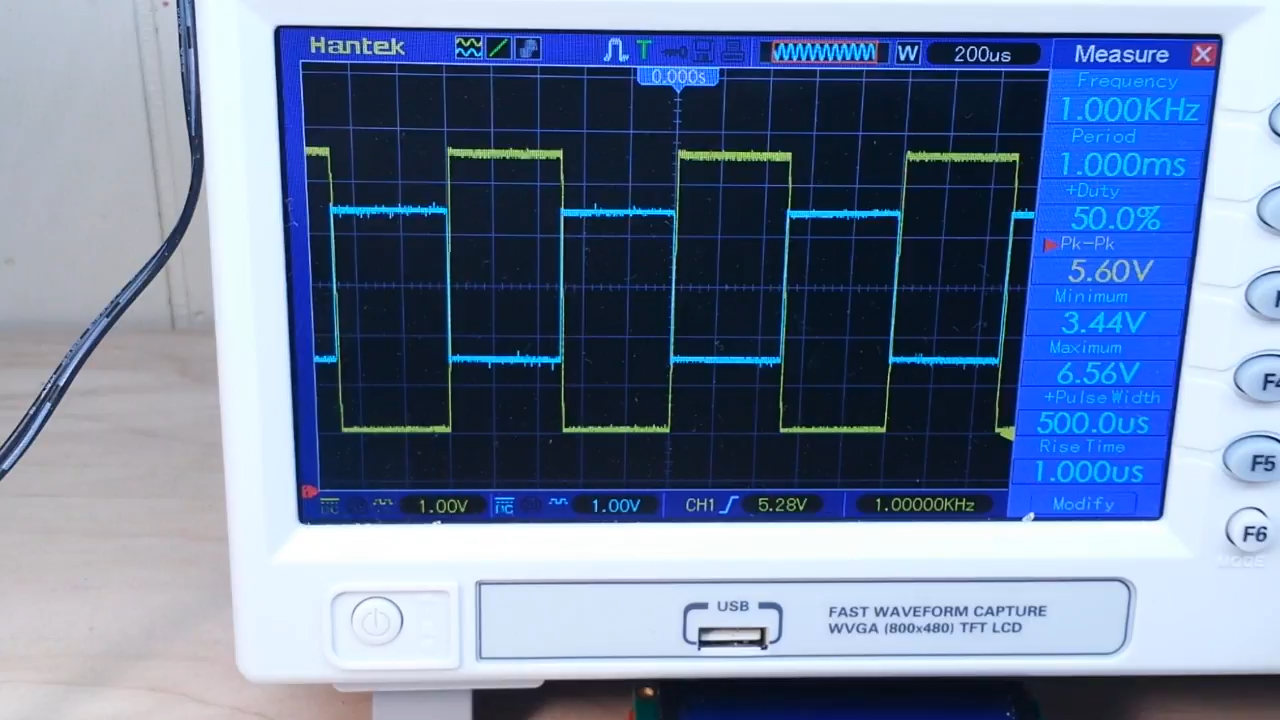 Hantek T W 200us Measure X
0.000s
Frequency
1.000KHz
Period
1.000ms
+Duty
50.0%
Pk-Pk
5.60V
Minimum
3.44V
Maximum
6.56V
+Pulse Width
500.0us
Rise Time
1.000us
1.00V 1.00V CH1 5.28V 1.00000KHz Modify
F5
F6
MODE
USB
FAST WAVEFORM CAPTURE
WVGA (800x480) TFT LCD